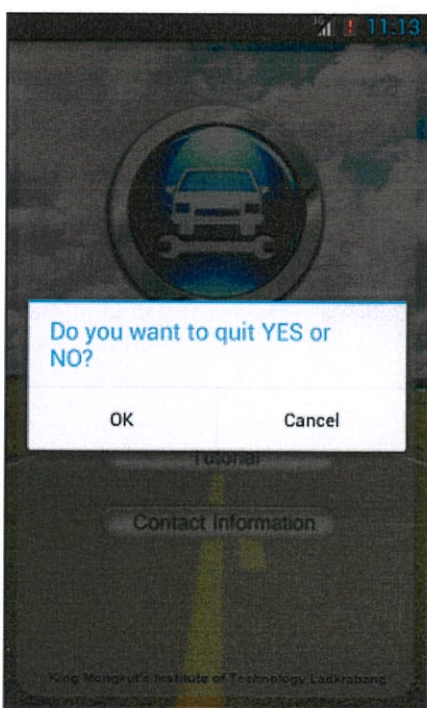 3G 11:13
Do you want to quit YES or
NO?
OK Cancel
Tutorial
Contact Information
King Mongkut's Institute of Technology Ladkrabang